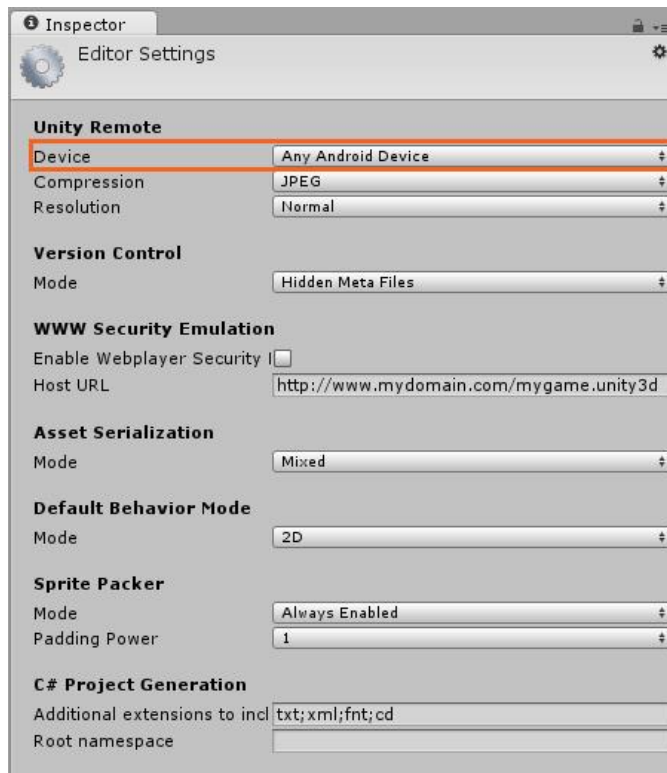 Inspector
Editor Settings
Unity Remote
Device Any Android Device
Compression JPEG
Resolution Normal
Version Control
Mode Hidden Meta Files
WWW Security Emulation
Enable Webplayer Security
Host URL http://www.mydomain.com/mygame.unity3d
Asset Serialization
Mode Mixed
Default Behavior Mode
Mode 2D
Sprite Packer
Mode Always Enabled
Padding Power 1
C# Project Generation
Additional extensions to incl txt;xml;fnt;cd
Root namespace